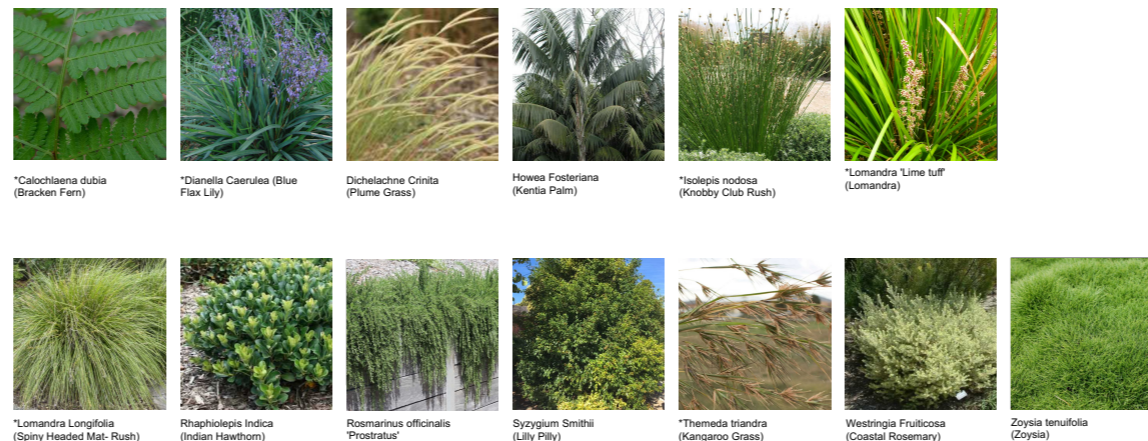 *Calochlaena dubia
(Bracken Fern)
*Dianella Caerulea (Blue
Flax Lily)
Dichelachne Crinita
(Plume Grass)
Howea Fosteriana
(Kentia Palm)
*Isolepis nodosa
(Knobby Club Rush)
*Lomandra 'Lime tuff'
(Lomandra)
*Lomandra Longifolia
(Spiny Headed Mat- Rush)
Rhaphiolepis Indica
(Indian Hawthorn)
Rosmarinus officinalis
'Prostratus'
Syzygium Smithii
(Lilly Pilly)
*Themeda triandra
(Kangaroo Grass)
Westringia Fruiticosa
(Coastal Rosemary)
Zoysia tenuifolia
(Zoysia)